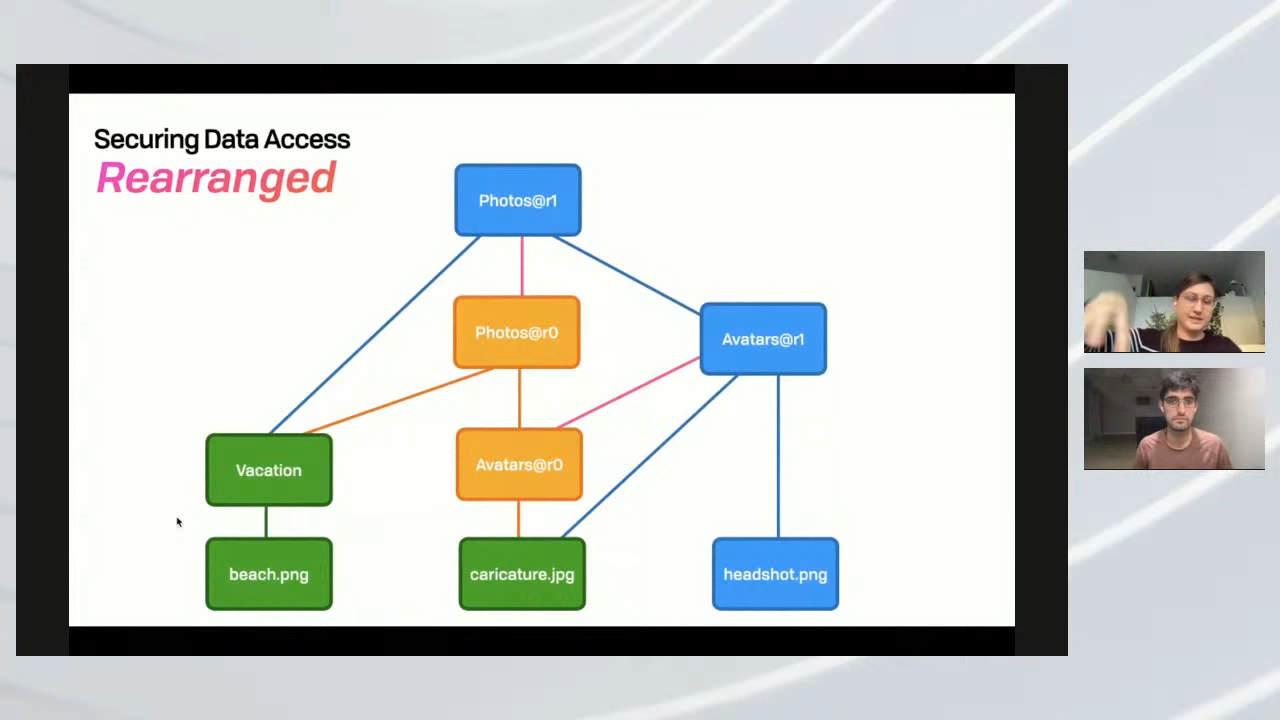 Securing Data Access
Rearranged
Photos@r1
Photos@r0
Avatars@r1
Vacation
Avatars@r0
beach.png
caricature.jpg
headshot.png